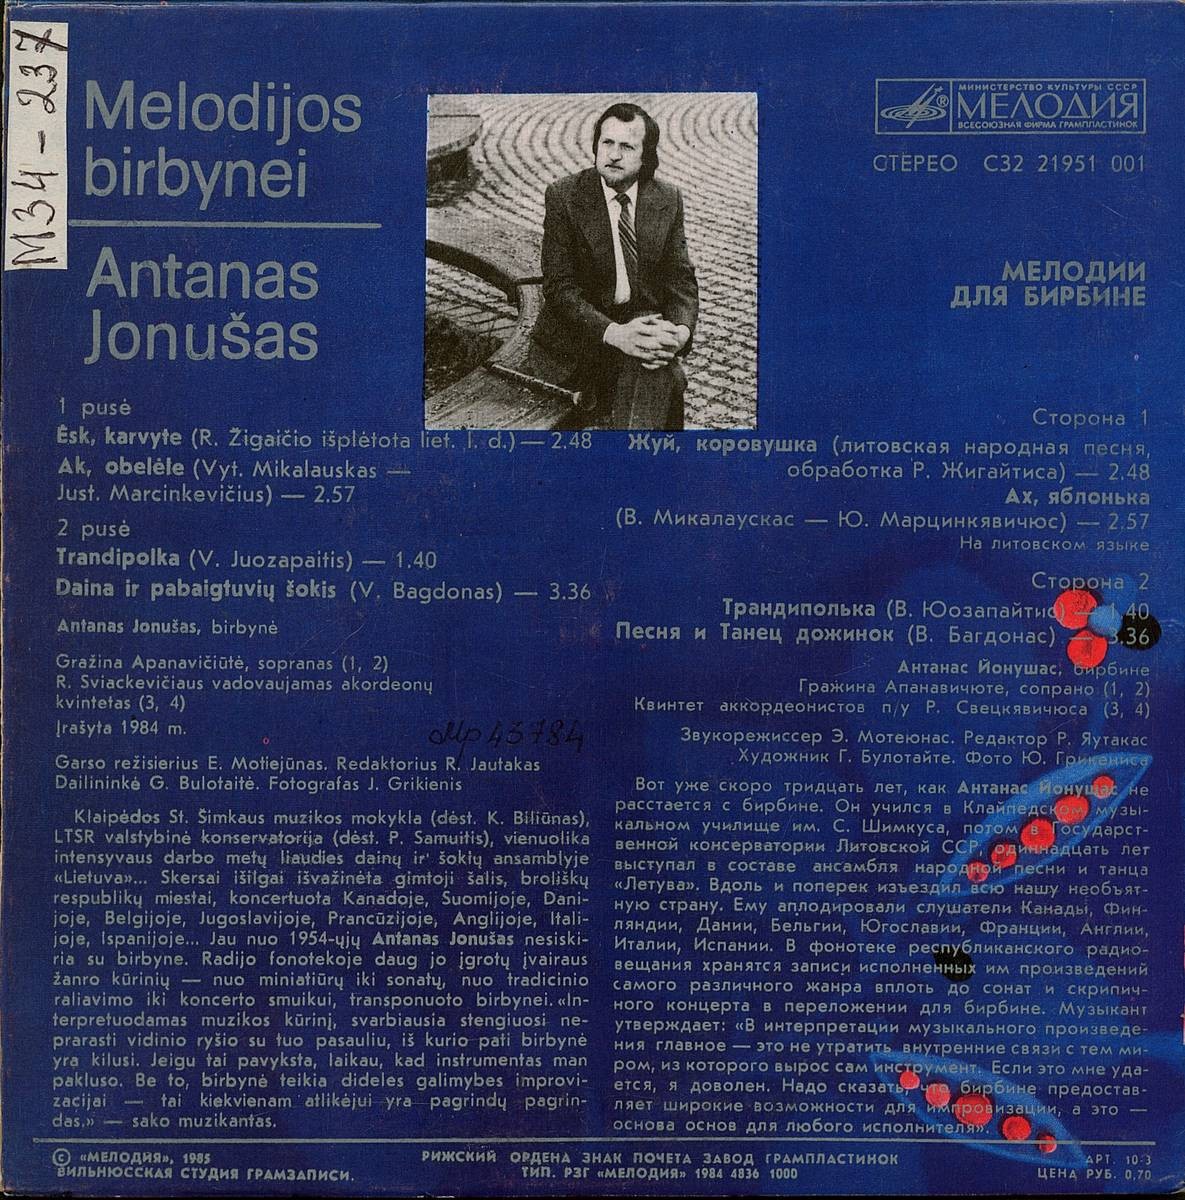 М34-237
Melodijos
birbynei
Antanas
Jonušas
МИНИСТЕРСТВО КУЛЬТУРЫ СССР
МЕЛОДИЯ
ВСЕСОЮЗНАЯ ФИРМА ГРАМПЛАСТИНОК
СТЕРЕО С32 21951 001
МЕЛОДИИ
ДЛЯ БИРБИНЕ
1 pusė
Ėsk, karvyte (R. Žigaičio išplėtota liet. l. d.) — 2.48
Ak, obelėle (Vyt. Mikalauskas —
Just. Marcinkevičius) — 2.57
2 pusė
Trandipolka (V. Juozapaitis) — 1.40
Daina ir pabaigtuvių šokis (V. Bagdonas) — 3.36
Antanas Jonušas, birbynė
Gražina Apanavičiūtė, sopranas (1, 2)
R. Sviackevičiaus vadovaujamas akordeonų
kvintetas (3, 4)
Įrašyta 1984 m.
Мр 43784
Garso režisierius E. Motiejūnas. Redaktorius R. Jautakas
Dailininkė G. Bulotaitė. Fotografas J. Grikienis
Klaipėdos St. Šimkaus muzikos mokykla (dėst. K. Biliūnas),
LTSR valstybinė konservatorija (dėst. P. Samuitis), vienuolika
intensyvaus darbo metų liaudies dainų ir šokių ansamblyje
«Lietuva»... Skersai išilgai išvažinėta gimtoji šalis, broliškų
respublikų miestai, koncertuota Kanadoje, Suomijoje, Dani-
joje, Belgijoje, Jugoslavijoje, Prancūzijoje, Anglijoje, Itali-
joje, Ispanijoje... Jau nuo 1954-ųjų Antanas Jonušas nesiski-
ria su birbyne. Radijo fonotekoje daug jo įgrotų įvairaus
žanro kūrinių — nuo miniatiūrų iki sonatų, nuo tradicinio
raliavimo iki koncerto smuikui, transponuoto birbynei. «In-
terpretuodamas muzikos kūrinį, svarbiausia stengiuosi ne-
prarasti vidinio ryšio su tuo pasauliu, iš kurio pati birbynė
yra kilusi. Jeigu tai pavyksta, laikau, kad instrumentas man
pakluso. Be to, birbynė teikia dideles galimybes improvi-
zacijai — tai kiekvienam atlikėjui yra pagrindų pagrin-
das.» — sako muzikantas.
Сторона 1
Жуй, коровушка (литовская народная песня,
обработка Р. Жигайтиса) — 2.48
Ах, яблонька
(В. Микалаускас — Ю. Марцинкявичюс) — 2.57
На литовском языке
Сторона 2
Трандиполька (В. Юозапайтис) — 1.40
Песня и Танец дожинок (В. Багдонас) — 3.36
Антанас Йонушас, бирбине
Гражина Апанавичюте, сопрано (1, 2)
Квинтет аккордеонистов п/у Р. Свецкявичюса (3, 4)
Звукорежиссер Э. Мотеюнас. Редактор Р. Яутакас
Художник Г. Булотайте. Фото Ю. Грикениса
Вот уже скоро тридцать лет, как Антанас Йонушас не
расстается с бирбине. Он учился в Клайпедском музы-
кальном училище им. С. Шимкуса, потом в Государст-
венной консерватории Литовской ССР, одиннадцать лет
выступал в составе ансамбля народной песни и танца
«Летува». Вдоль и поперек изъездил всю нашу необъят-
ную страну. Ему аплодировали слушатели Канады, Фин-
ляндии, Дании, Бельгии, Югославии, Франции, Англии,
Италии, Испании. В фонотеке республиканского радио-
вещания хранятся записи исполненных им произведений
самого различного жанра вплоть до сонат и скрипич-
ного концерта в переложении для бирбине. Музыкант
утверждает: «В интерпретации музыкального произведе-
ния главное — это не утратить внутренние связи с тем ми-
ром, из которого вырос сам инструмент. Если это мне уда-
ется, я доволен. Надо сказать, что бирбине предостав-
ляет широкие возможности для импровизации, а это —
основа основ для любого исполнителя».
© «МЕЛОДИЯ», 1985
ВИЛЬНЮССКАЯ СТУДИЯ ГРАМЗАПИСИ.
РИЖСКИЙ ОРДЕНА ЗНАК ПОЧЕТА ЗАВОД ГРАМПЛАСТИНОК
ТИП. РЗГ «МЕЛОДИЯ» 1984 4836 1000
АРТ. 10-3
ЦЕНА РУБ. 0,70